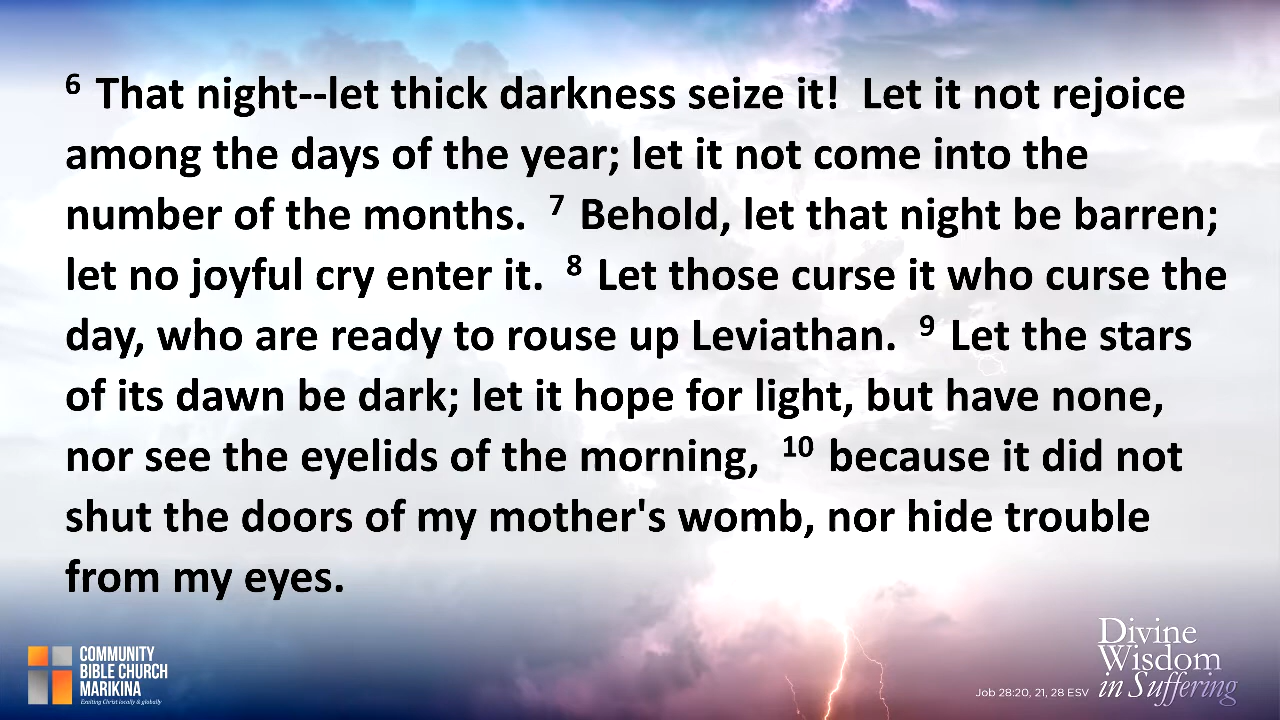 6 That night--let thick darkness seize it! Let it not rejoice
among the days of the year; let it not come into the
number of the months. 7 Behold, let that night be barren;
let no joyful cry enter it. 8 Let those curse it who curse the
day, who are ready to rouse up Leviathan. 9 Let the stars
of its dawn be dark; let it hope for light, but have none,
nor see the eyelids of the morning, 10 because it did not
shut the doors of my mother's womb, nor hide trouble
from my eyes.
COMMUNITY
BIBLE CHURCH
MARIKINA
Exalting Christ locally & globally
Job 28:20, 21, 28 ESV
Divine
Wisdom
in Suffering